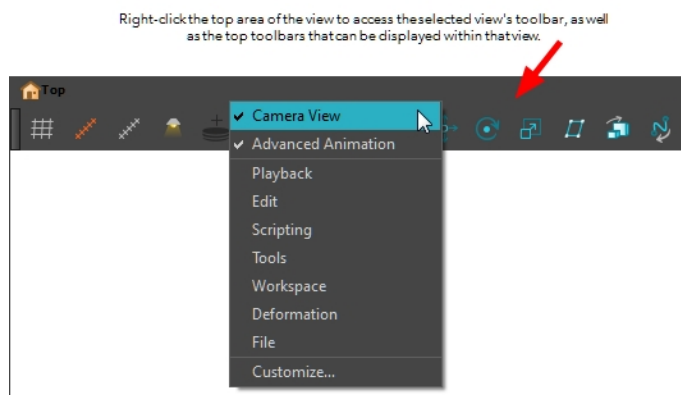 Right-click the top area of the view to access the selected view's toolbar, as well
as the top toolbars that can be displayed within that view.
Top
Camera View
Advanced Animation
Playback
Edit
Scripting
Tools
Workspace
Deformation
File
Customize...